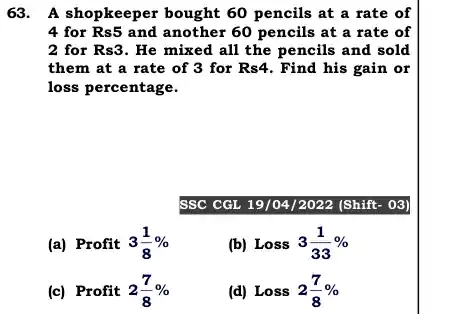 63. A shopkeeper bought 60 pencils at a rate of
4 for Rs5 and another 60 pencils at a rate of
2 for Rs3. He mixed all the pencils and sold
them at a rate of 3 for Rs4. Find his gain or
loss percentage.
SSC CGL 19/04/2022 (Shift- 03)
(a) Profit 3 1/8 % (b) Loss 3 1/33 %
(c) Profit 2 7/8 % (d) Loss 2 7/8 %